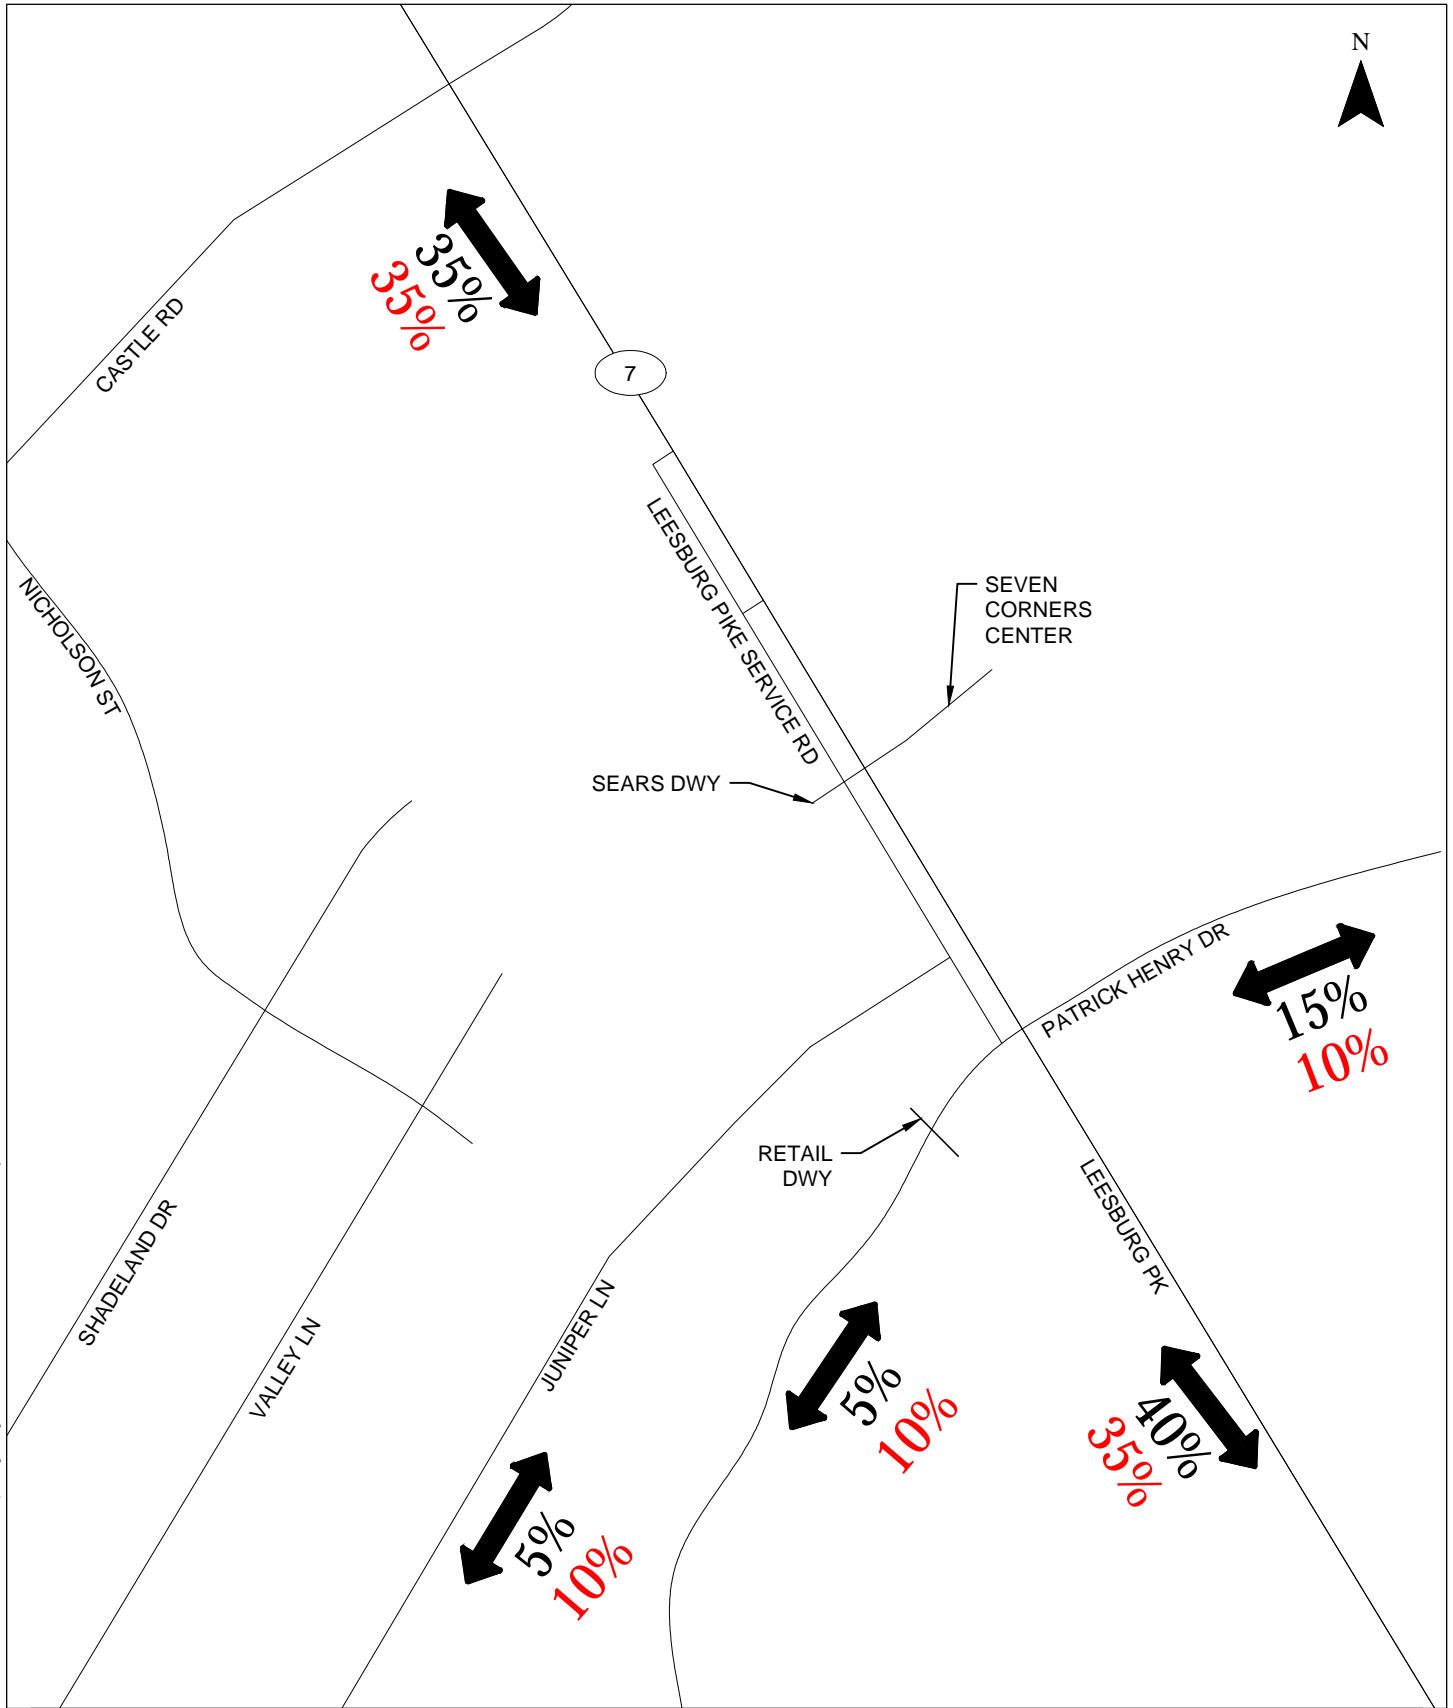 N
35%
35%
CASTLE RD
7
LEESBURG PIKE SERVICE RD
NICHOLSON ST
SEVEN
CORNERS
CENTER
SEARS DWY
PATRICK HENRY DR
15%
10%
RETAIL
DWY
LEESBURG PK
SHADELAND DR
VALLEY LN
JUNIPER LN
5%
10%
40%
35%
5%
10%